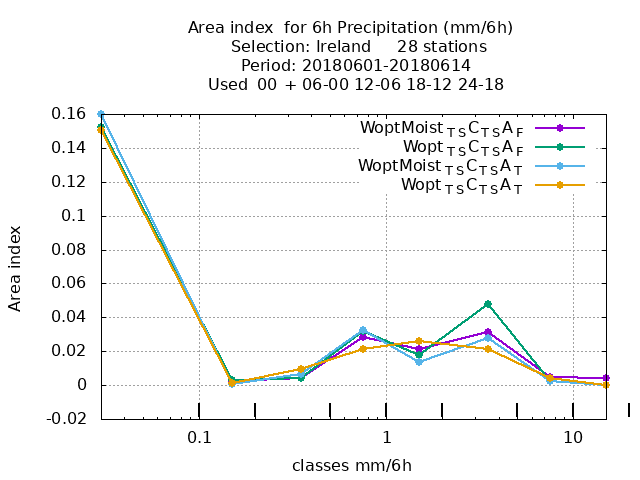 Area index  for 6h Precipitation (mm/6h)
Selection: Ireland     28 stations
Period: 20180601-20180614
Used  00  + 06-00 12-06 18-12 24-18
WoptMoist TS C TS A F
Wopt TS C TS A F
WoptMoist TS C TS A T
Wopt TS C TS A T
0.16
0.14
0.12
0.1
0.08
0.06
0.04
0.02
0
-0.02
Area index
0.1 1 10
classes mm/6h